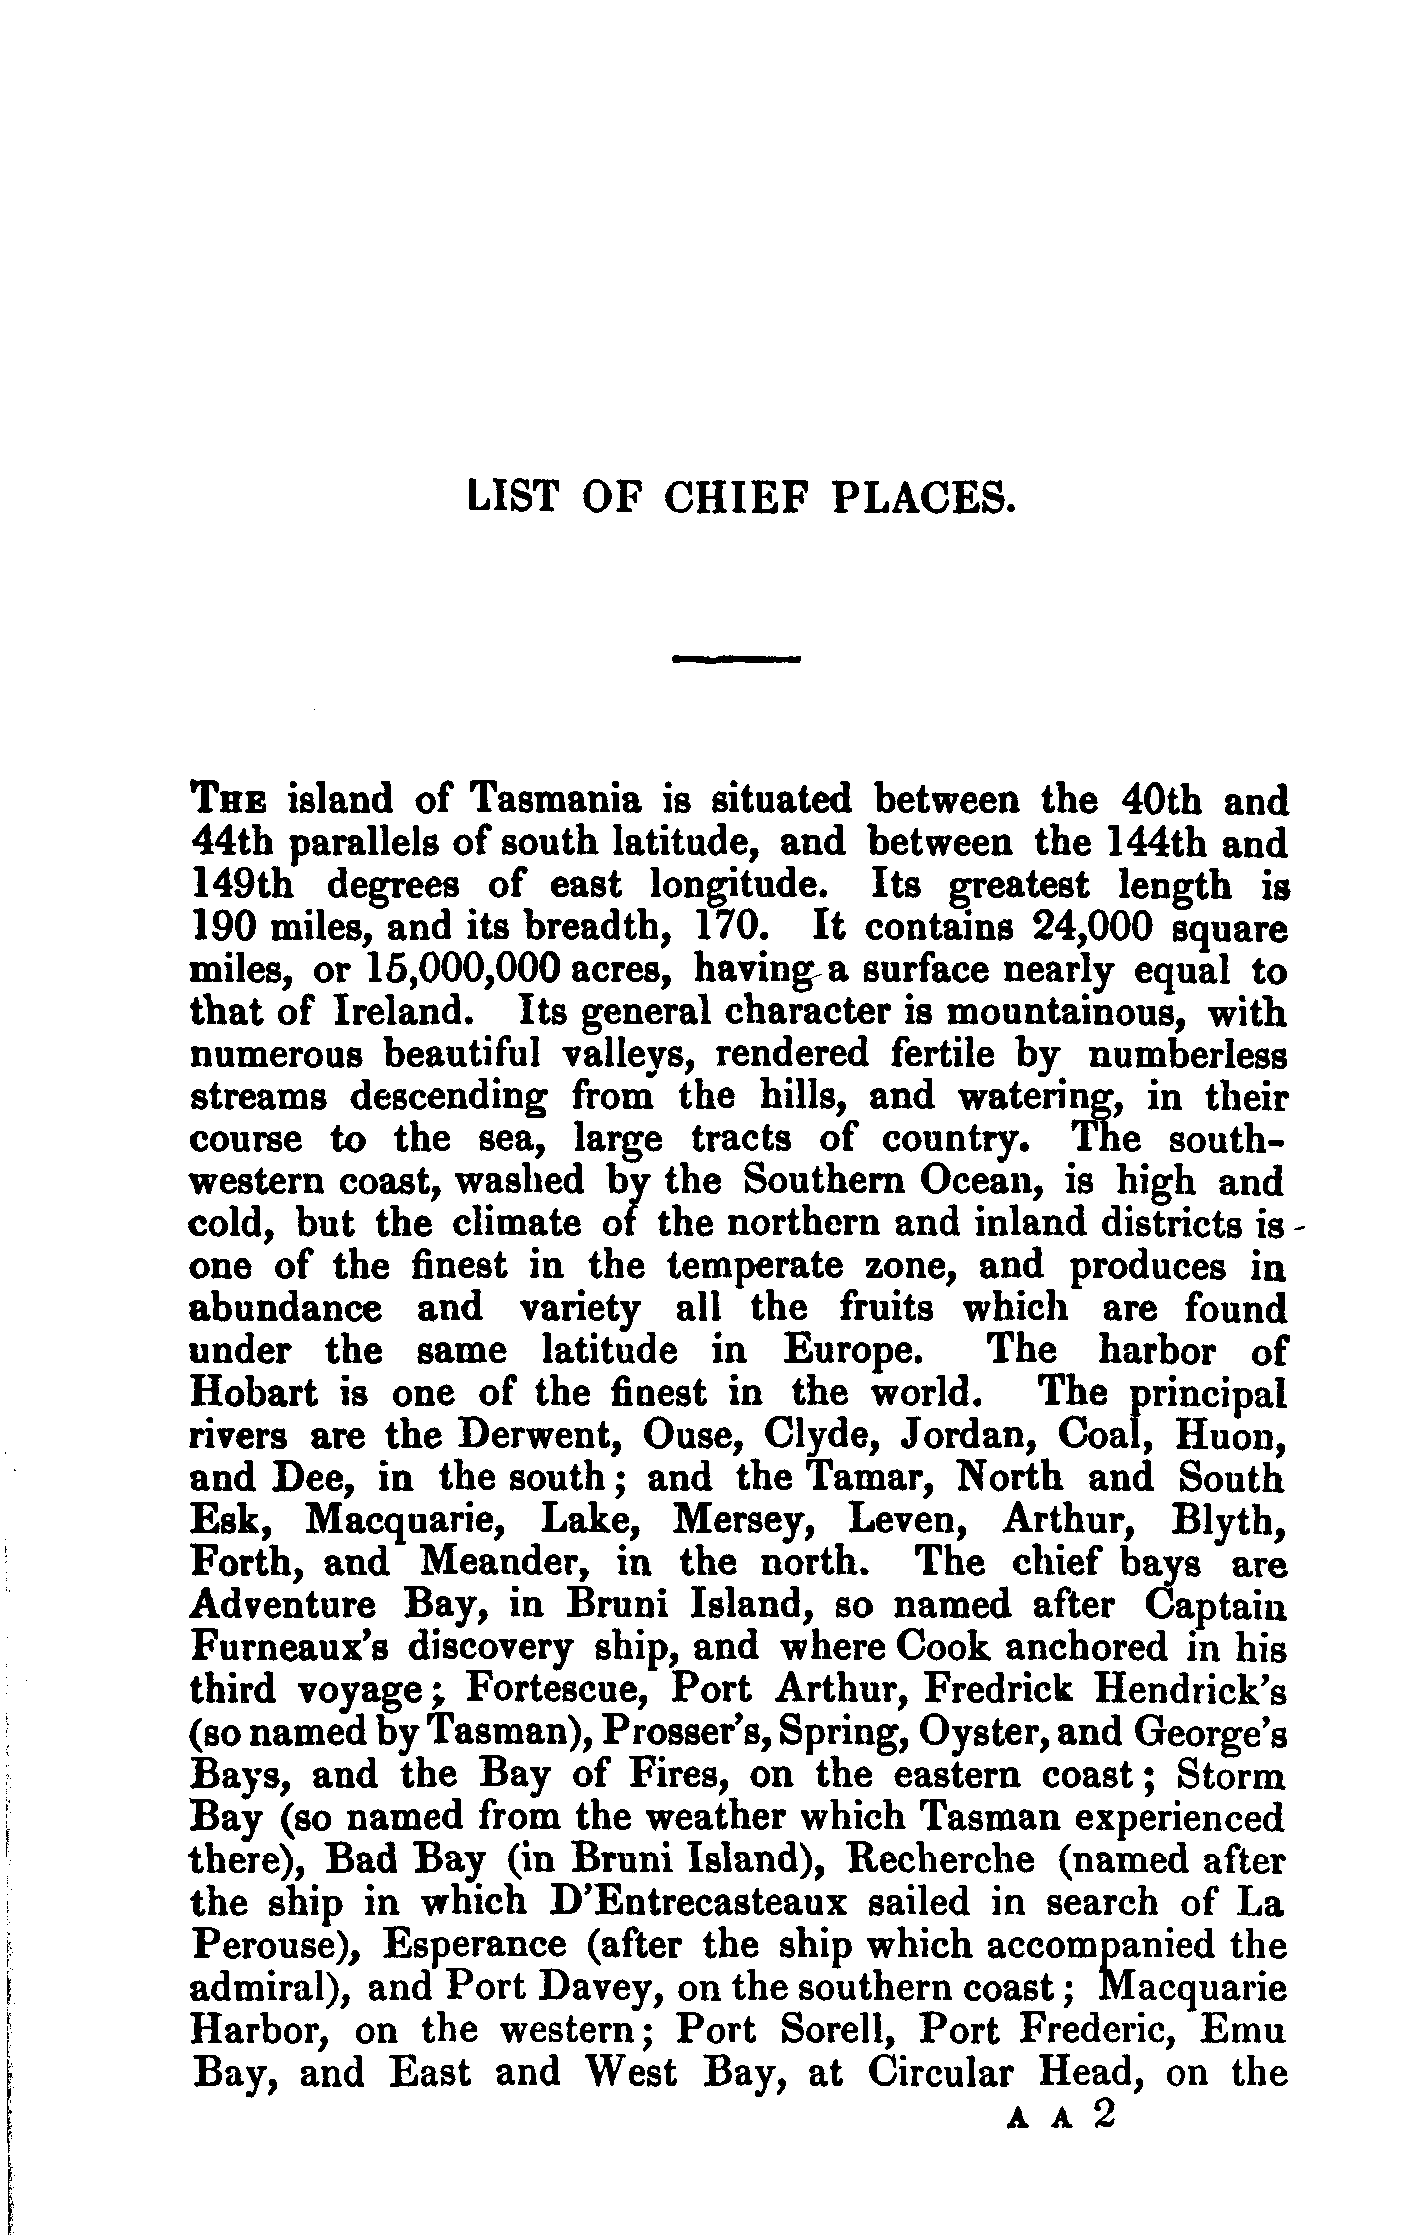 LIST OF CHIEF PLACES.
THE island of Tasmania is situated between the 40th and
44th parallels of south latitude, and between the 144th and
149th degrees of east longitude. Its greatest length is
190 miles, and its breadth, 170. It contains 24,000 square
miles, or 15,000,000 acres, having a surface nearly equal to
that of Ireland. Its general character is mountainous, with
numerous beautiful valleys, rendered fertile by numberless
streams descending from the hills, and watering, in their
course to the sea, large tracts of country. The south-
western coast, washed by the Southern Ocean, is high and
cold, but the climate of the northern and inland districts is
one of the finest in the temperate zone, and produces in
abundance and variety all the fruits which are found
under the same latitude in Europe. The harbor of
Hobart is one of the finest in the world. The principal
rivers are the Derwent, Ouse, Clyde, Jordan, Coal, Huon,
and Dee, in the south; and the Tamar, North and South
Esk, Macquarie, Lake, Mersey, Leven, Arthur, Blyth,
Forth, and Meander, in the north. The chief bays are
Adventure Bay, in Bruni Island, so named after Captain
Furneaux's discovery ship, and where Cook anchored in his
third voyage; Fortescue, Port Arthur, Fredrick Hendrick's
(so named by Tasman), Prosser's, Spring, Oyster, and George's
Bays, and the Bay of Fires, on the eastern coast; Storm
Bay (so named from the weather which Tasman experienced
there), Bad Bay (in Bruni Island), Recherche (named after
the ship in which D'Entrecasteaux sailed in search of La
Perouse), Esperance (after the ship which accompanied the
admiral), and Port Davey, on the southern coast; Macquarie
Harbor, on the western; Port Sorell, Port Frederic, Emu
Bay, and East and West Bay, at Circular Head, on the
A A 2